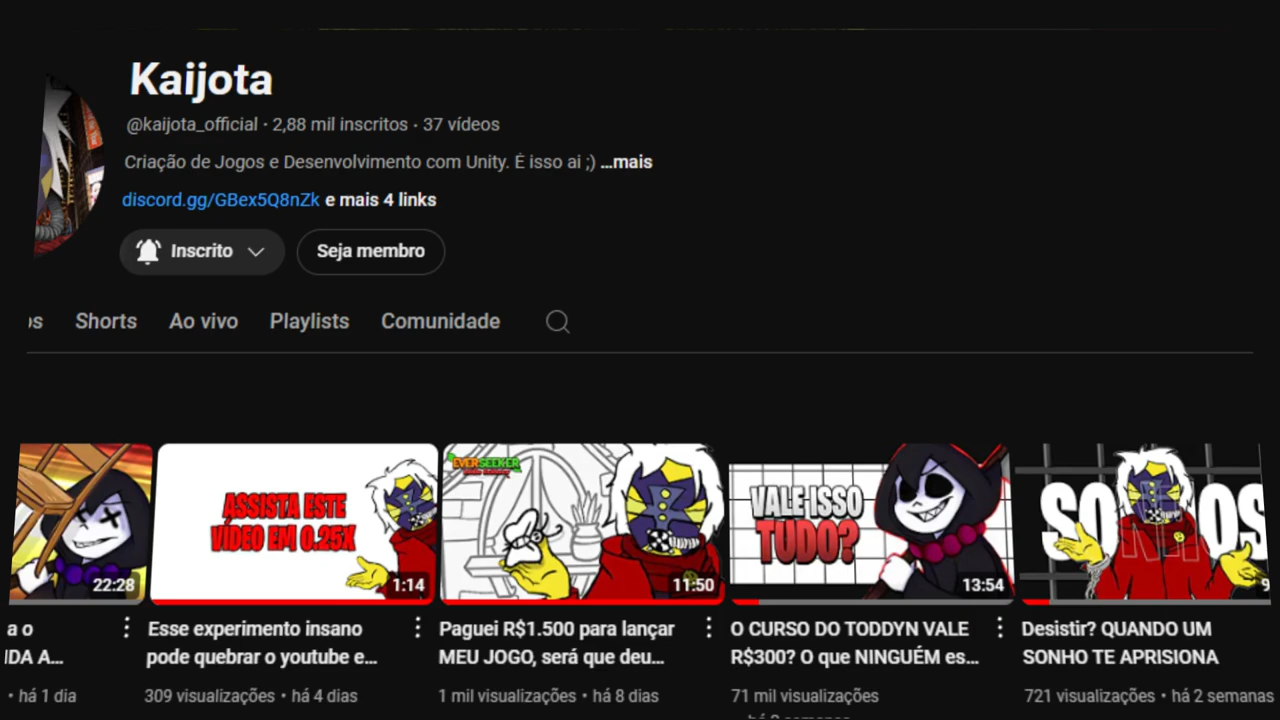 Kaijota
@kaijota_official · 2,88 mil inscritos · 37 vídeos
Criação de Jogos e Desenvolvimento com Unity. É isso ai ;) ...mais
discord.gg/GBex5Q8nZk e mais 4 links
Inscrito
Seja membro
Shorts Ao vivo Playlists Comunidade
ASSISTA ESTE
VÍDEO EM 0.25X
EVERSEEKER
VALE ISSO
TUDO?
22:28
1:14
11:50
13:54
9
a o
IDA A...
• há 1 dia
Esse experimento insano
pode quebrar o youtube e...
309 visualizações • há 4 dias
Paguei R$1.500 para lançar
MEU JOGO, será que deu...
1 mil visualizações • há 8 dias
O CURSO DO TODDYN VALE
R$300? O que NINGUÉM es...
71 mil visualizações
há 2 semanas
Desistir? QUANDO UM
SONHO TE APRISIONA
721 visualizações • há 2 semanas